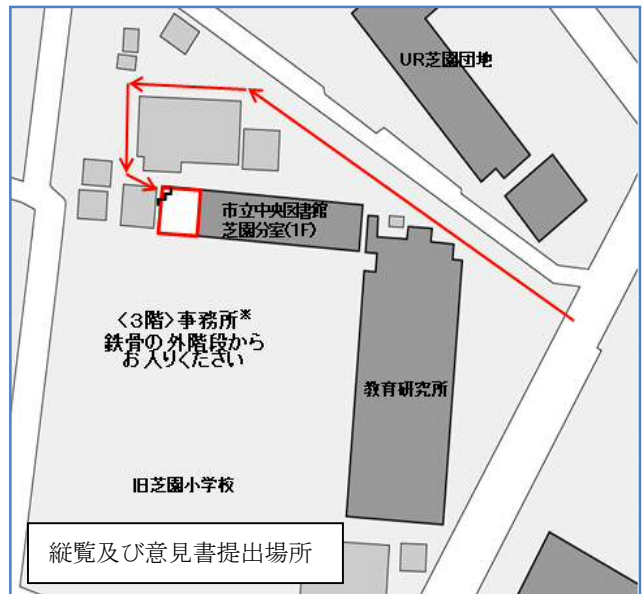 UR芝園団地
市立中央図書館
芝園分室(1F)
<3階>事務所*
鉄骨の外階段から
お入りください
教育研究所
旧芝園小学校
縦覧及び意見書提出場所